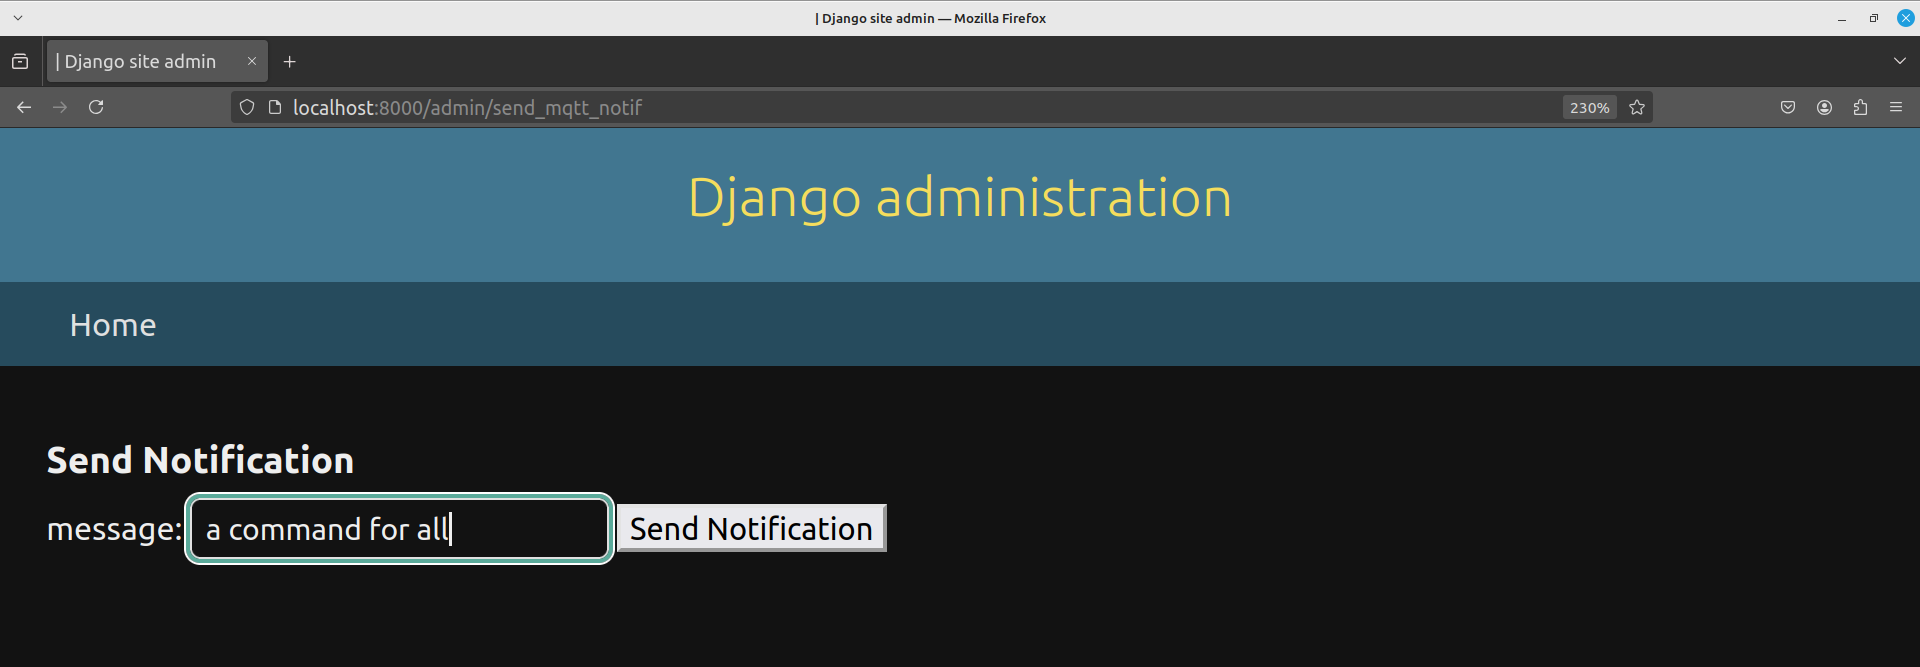 | Django site admin — Mozilla Firefox
| Django site admin
localhost:8000/admin/send_mqtt_notif
230%
Django administration
Home
Send Notification
message: a command for all Send Notification